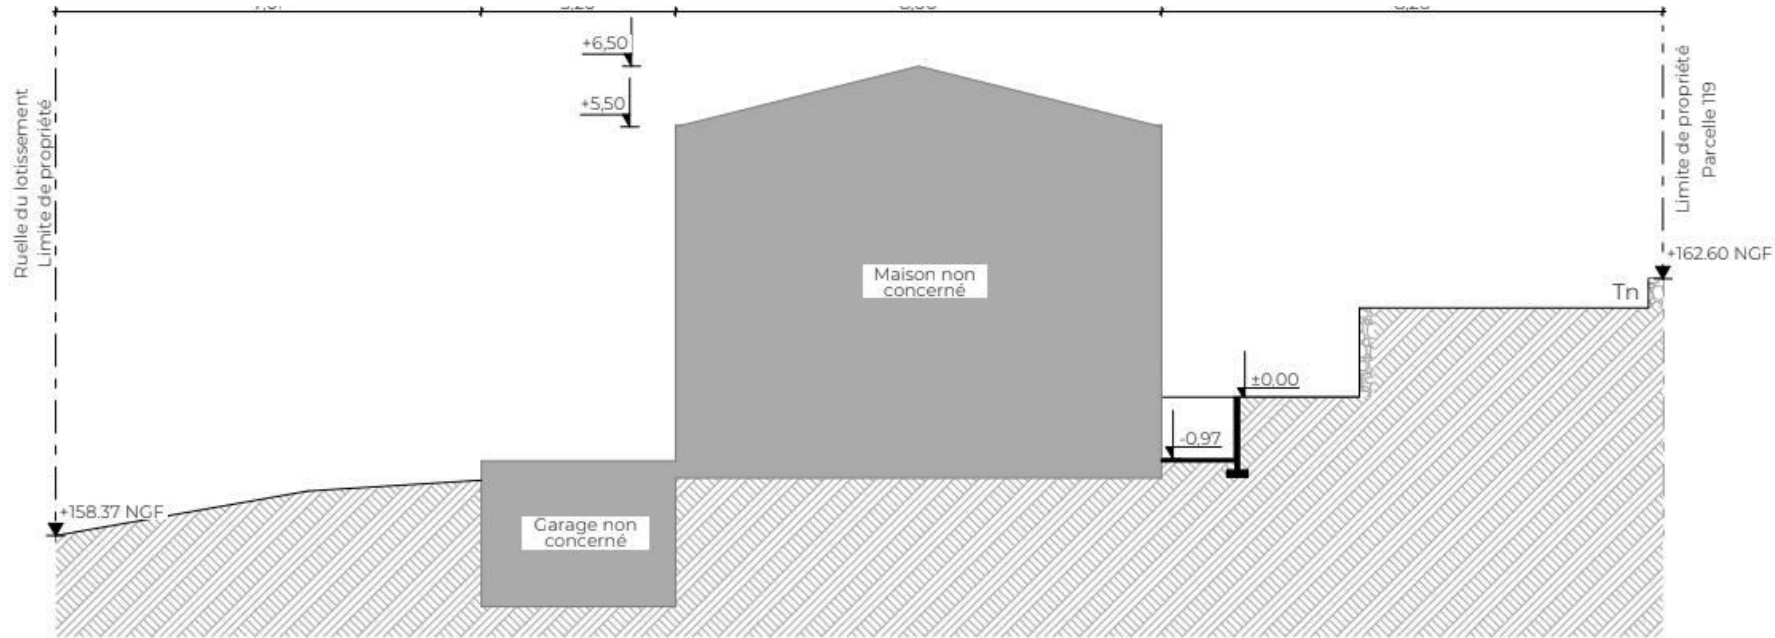 +6,50
+5,50
Ruelle du lotissement
Limite de propriété
Limite de propriété
Parcelle 119
+162.60 NGF
Maison non
concerné
Tn
±0,00
-0,97
+158.37 NGF
Garage non
concerné